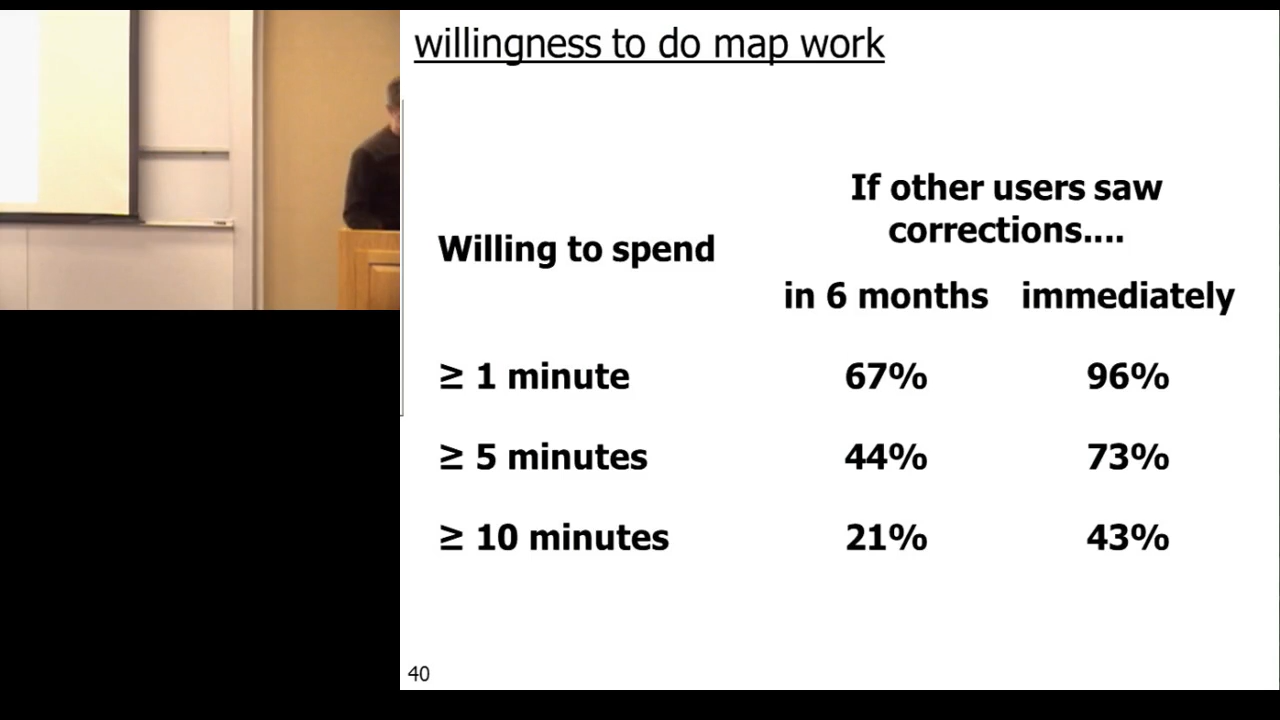 willingness to do map work
If other users saw
corrections....
Willing to spend
in 6 months immediately
≥ 1 minute 67% 96%
≥ 5 minutes 44% 73%
≥ 10 minutes 21% 43%
40